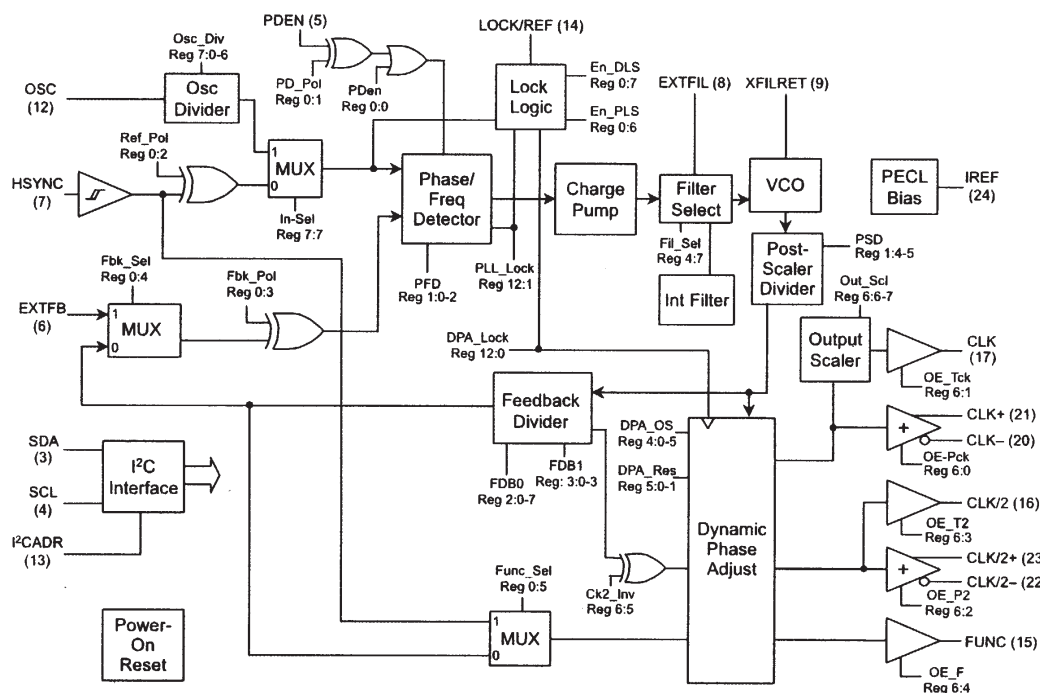 PDEN (5)
LOCK/REF (14)
Osc_Div
Reg 7:0-6
PD_Pol
Reg 0:1
PDen
Reg 0:0
Lock
Logic
En_DLS
Reg 0:7
En_PLS
Reg 0:6
EXTFIL (8)
XFILRET (9)
OSC
(12)
Osc
Divider
Ref_Pol
Reg 0:2
1
MUX
0
In-Sel
Reg 7:7
HSYNC
(7)
Phase/
Freq
Detector
Charge
Pump
Filter
Select
VCO
PECL
Bias
IREF
(24)
Fil_Sel
Reg 4:7
Post-
Scaler
Divider
PSD
Reg 1:4-5
PFD
Reg 1:0-2
PLL_Lock
Reg 12:1
Int Filter
Fbk_Sel
Reg 0:4
Fbk_Pol
Reg 0:3
EXTFB
(6)
1
MUX
0
Out_Scl
Reg 6:6-7
DPA_Lock
Reg 12:0
Output
Scaler
CLK
(17)
OE_Tck
Reg 6:1
Feedback
Divider
FDB0
Reg 2:0-7
FDB1
Reg: 3:0-3
DPA_OS
Reg 4:0-5
DPA_Res
Reg 5:0-1
+
CLK+ (21)
CLK– (20)
OE-Pck
Reg 6:0
SDA
(3)
SCL
(4)
I²CADR
(13)
I²C
Interface
Dynamic
Phase
Adjust
CLK/2 (16)
OE_T2
Reg 6:3
+
CLK/2+ (23
CLK/2– (22
OE_P2
Reg 6:2
Ck2_Inv
Reg 6:5
Func_Sel
Reg 0:5
1
MUX
0
Power-
On
Reset
FUNC (15)
OE_F
Reg 6:4